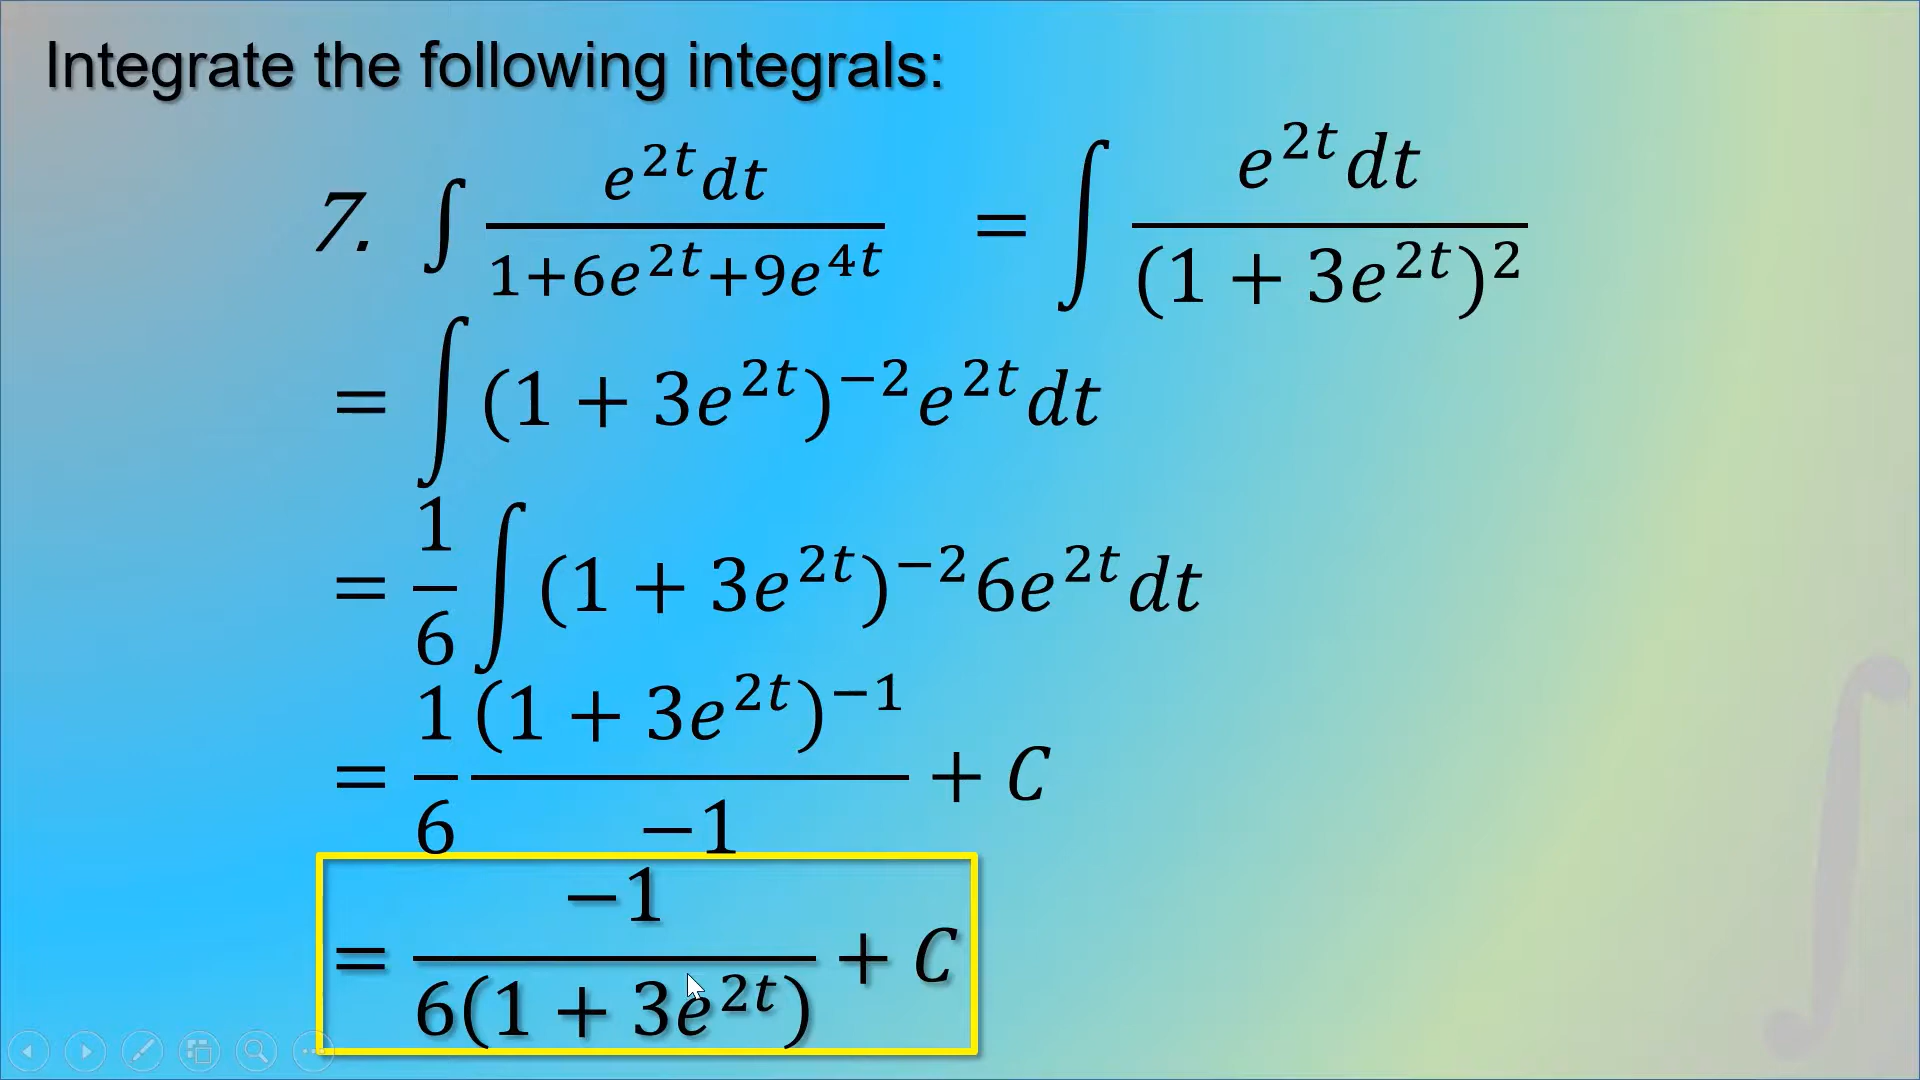 Integrate the following integrals:
7. ∫ e^{2t}dt / (1+6e^{2t}+9e^{4t}) = ∫ e^{2t}dt / (1 + 3e^{2t})^2
= ∫ (1 + 3e^{2t})^{−2} e^{2t} dt
= 1/6 ∫ (1 + 3e^{2t})^{−2} 6e^{2t} dt
= 1/6 (1 + 3e^{2t})^{−1} / −1 + C
= −1 / 6(1 + 3e^{2t}) + C